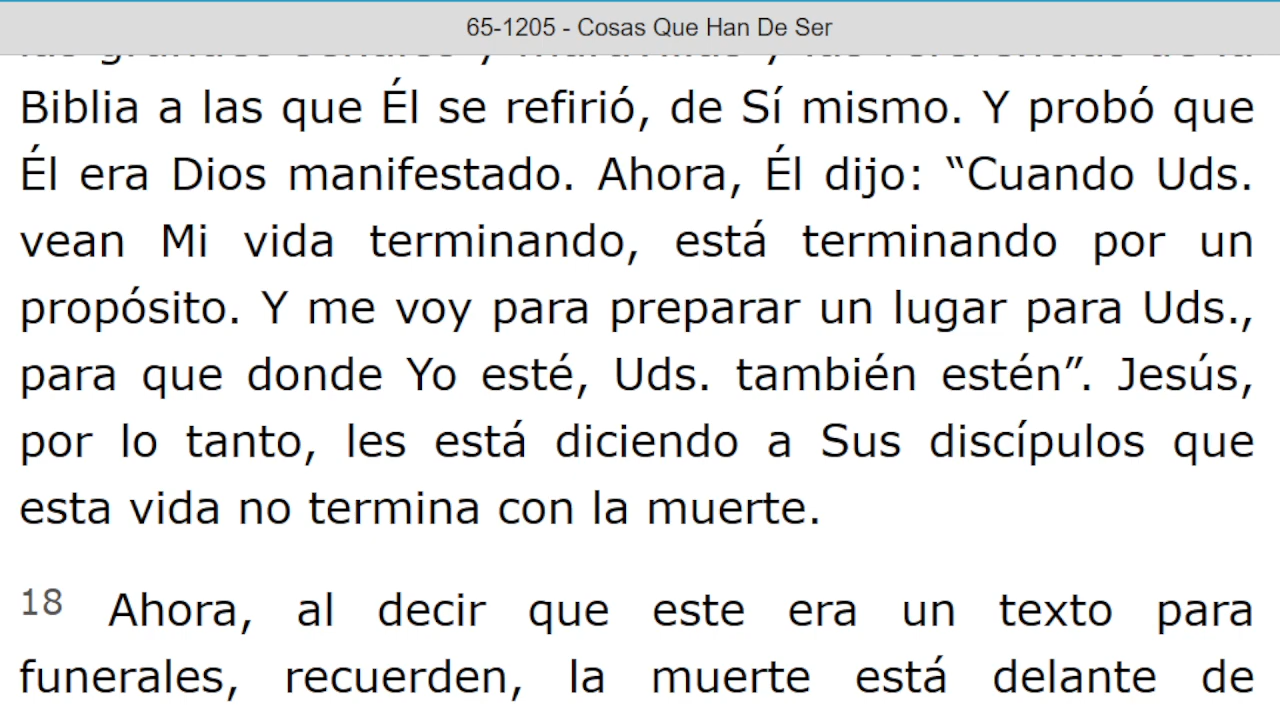 65-1205 - Cosas Que Han De Ser
Biblia a las que Él se refirió, de Sí mismo. Y probó que
Él era Dios manifestado. Ahora, Él dijo: “Cuando Uds.
vean Mi vida terminando, está terminando por un
propósito. Y me voy para preparar un lugar para Uds.,
para que donde Yo esté, Uds. también estén”. Jesús,
por lo tanto, les está diciendo a Sus discípulos que
esta vida no termina con la muerte.
18 Ahora, al decir que este era un texto para
funerales, recuerden, la muerte está delante de